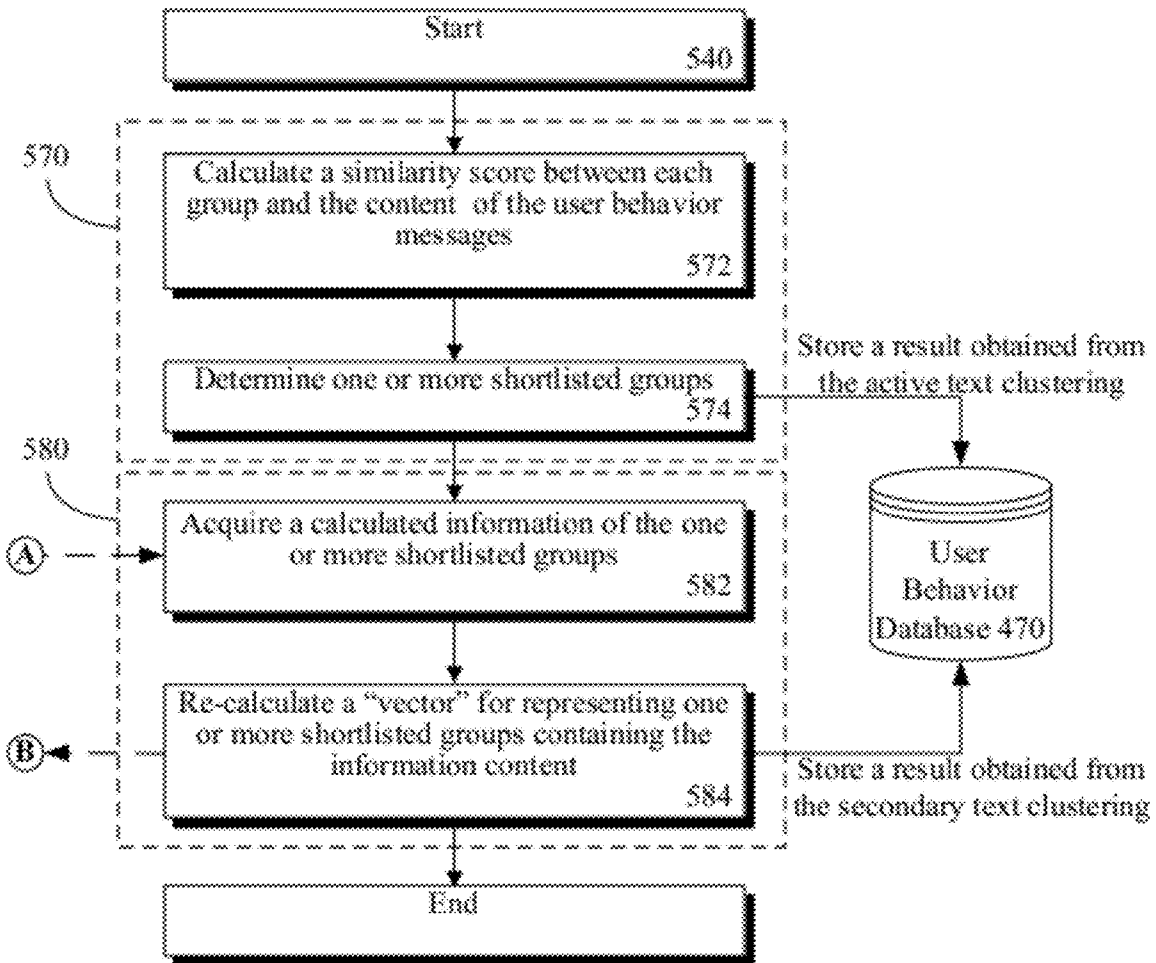 Start
540
570
Calculate a similarity score between each
group and the content of the user behavior
messages
572
Determine one or more shortlisted groups
574
Store a result obtained from
the active text clustering
580
Acquire a calculated information of the one
or more shortlisted groups
582
A
User
Behavior
Database 470
Re-calculate a “vector” for representing one
or more shortlisted groups containing the
information content
584
B
Store a result obtained from
the secondary text clustering
End